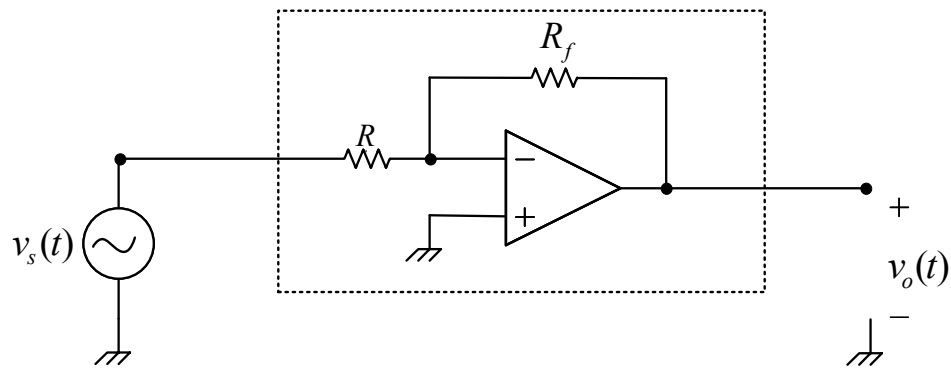 R_f
R
−
+
v_s(t)
+
v_o(t)
−